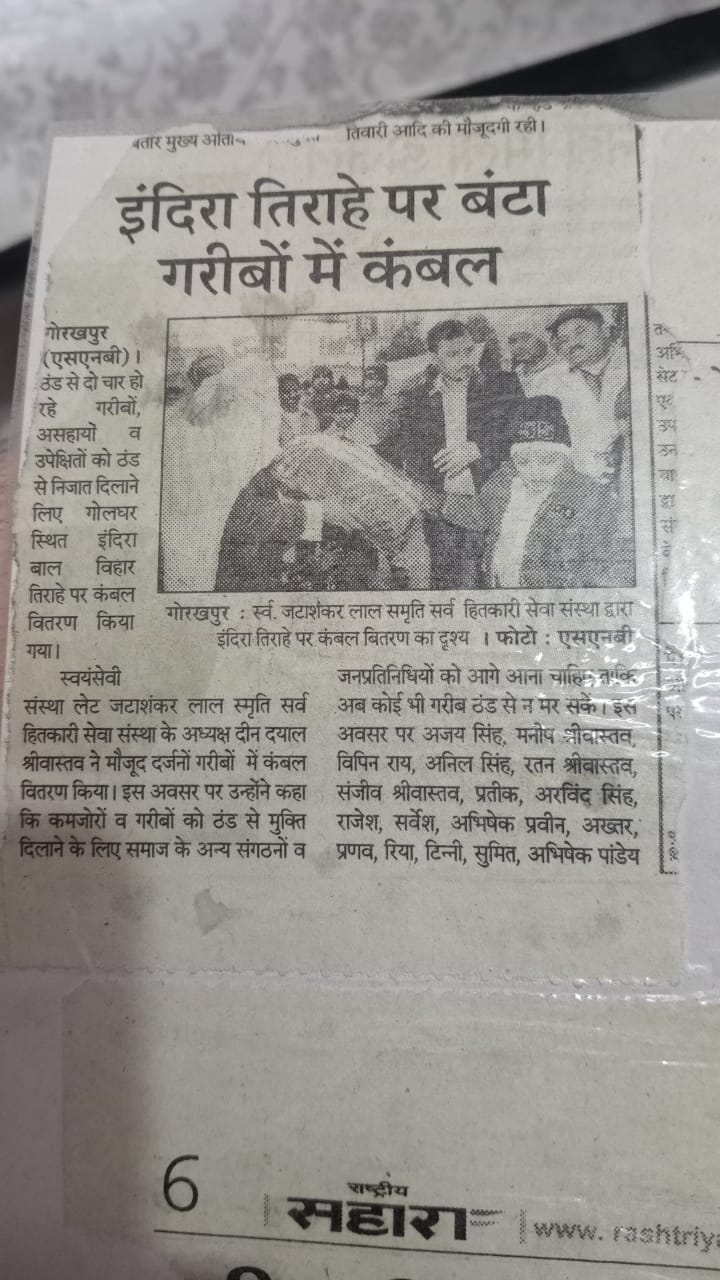 तिवारी आदि की मौजूदगी रही।
इंदिरा तिराहे पर बंटा
गरीबों में कंबल
गोरखपुर
(एसएनबी)।
ठंड से दो चार हो
रहे गरीबों,
असहायों व
उपेक्षितों को ठंड
से निजात दिलाने
लिए गोलघर
स्थित इंदिरा
बाल विहार
तिराहे पर कंबल
वितरण किया
गया।
गोरखपुर : स्व. जटाशंकर लाल समृति सर्व हितकारी सेवा संस्था द्वारा
इंदिरा तिराहे पर कंबल बितरण का दृश्य । फोटो : एसएनबी
स्वयंसेवी
संस्था लेट जटाशंकर लाल स्मृति सर्व
हितकारी सेवा संस्था के अध्यक्ष दीन दयाल
श्रीवास्तव ने मौजूद दर्जनों गरीबों में कंबल
वितरण किया। इस अवसर पर उन्होंने कहा
कि कमजोरों व गरीबों को ठंड से मुक्ति
दिलाने के लिए समाज के अन्य संगठनों व
जनप्रतिनिधियों को आगे आना चाहिए ताकि
अब कोई भी गरीब ठंड से न मर सकें। इस
अवसर पर अजय सिंह, मनीष श्रीवास्तव,
विपिन राय, अनिल सिंह, रतन श्रीवास्तव,
संजीव श्रीवास्तव, प्रतीक, अरविंद सिंह,
राजेश, सर्वेश, अभिषेक प्रवीन, अख्तर,
प्रणव, रिया, टिन्नी, सुमित, अभिषेक पांडेय
6
राष्ट्रीय
सहारा
www. rashtriya